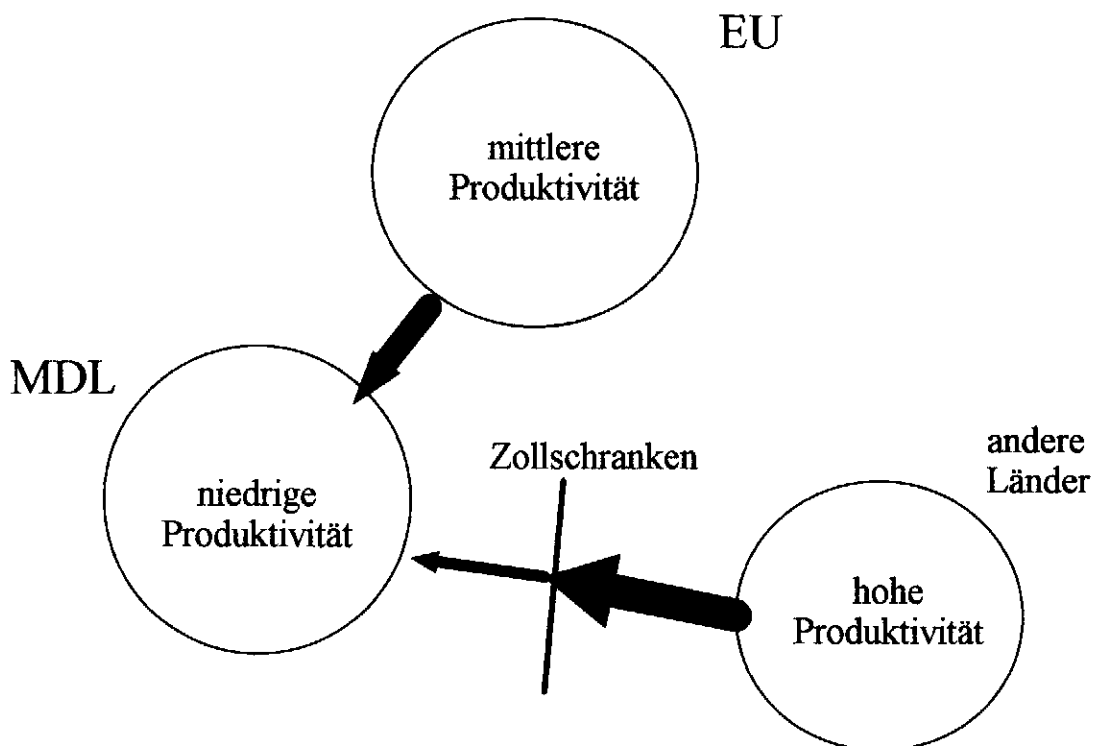 EU
mittlere
Produktivität
MDL
niedrige
Produktivität
Zollschranken
andere
Länder
hohe
Produktivität